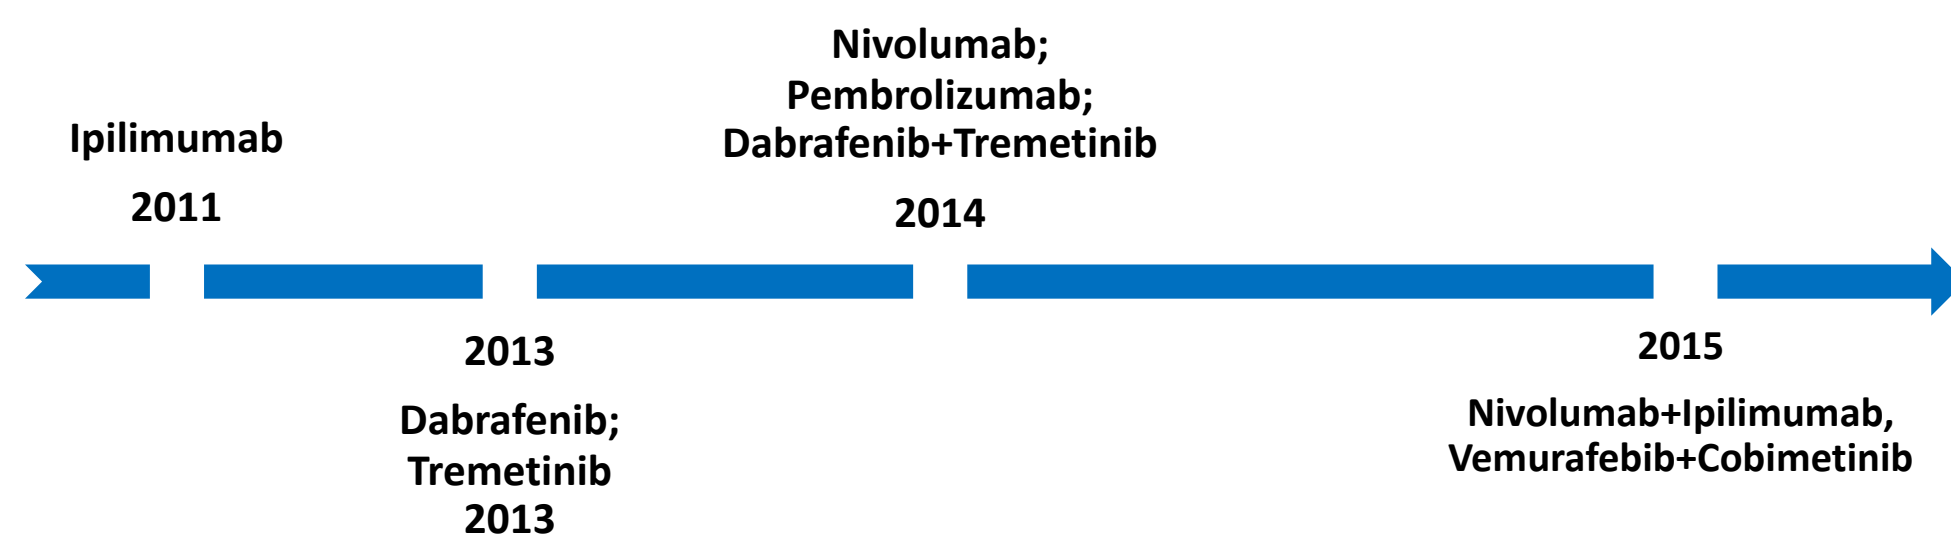 Ipilimumab
2011
2013
Dabrafenib;
Tremetinib
2013
Nivolumab;
Pembrolizumab;
Dabrafenib+Tremetinib
2014
2015
Nivolumab+Ipilimumab,
Vemurafebib+Cobimetinib